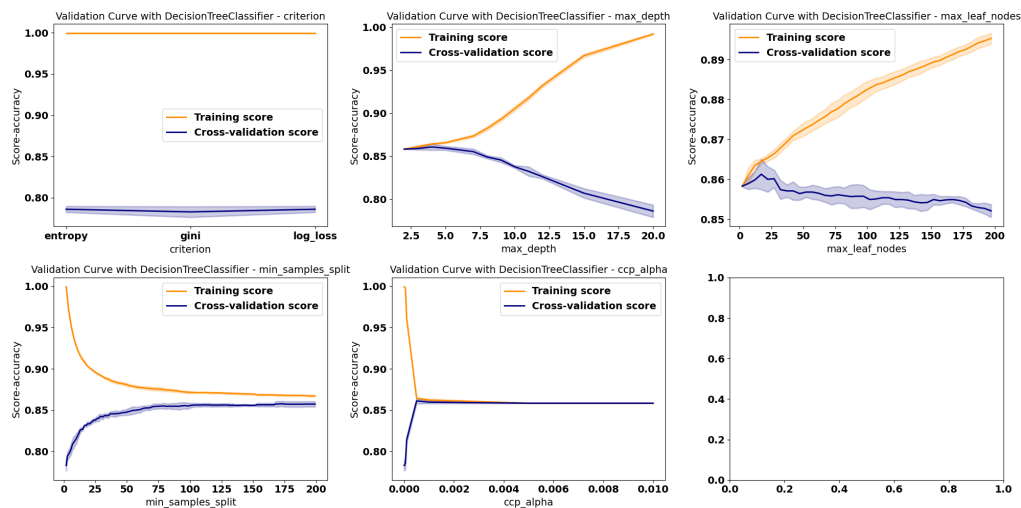 Validation Curve with DecisionTreeClassifier - criterion
1.00
0.95
0.90
0.85
0.80
Score-accuracy
Training score
Cross-validation score
entropy gini log_loss
criterion
Validation Curve with DecisionTreeClassifier - max_depth
1.00
0.95
0.90
0.85
0.80
Score-accuracy
Training score
Cross-validation score
2.5 5.0 7.5 10.0 12.5 15.0 17.5 20.0
max_depth
Validation Curve with DecisionTreeClassifier - max_leaf_nodes
0.89
0.88
0.87
0.86
0.85
Score-accuracy
Training score
Cross-validation score
0 25 50 75 100 125 150 175 200
max_leaf_nodes
Validation Curve with DecisionTreeClassifier - min_samples_split
1.00
0.95
0.90
0.85
0.80
Score-accuracy
Training score
Cross-validation score
0 25 50 75 100 125 150 175 200
min_samples_split
Validation Curve with DecisionTreeClassifier - ccp_alpha
1.00
0.95
0.90
0.85
0.80
Score-accuracy
Training score
Cross-validation score
0.000 0.002 0.004 0.006 0.008 0.010
ccp_alpha
1.0
0.8
0.6
0.4
0.2
0.0
0.0 0.2 0.4 0.6 0.8 1.0